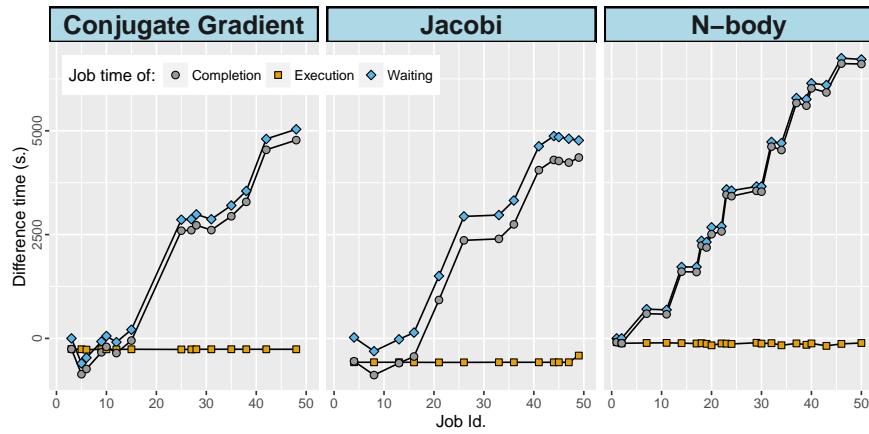 Conjugate Gradient Jacobi N−body
Job time of: Completion Execution Waiting
Difference time (s.)
5000
2500
0
0 10 20 30 40 50 0 10 20 30 40 50 0 10 20 30 40 50
Job Id.